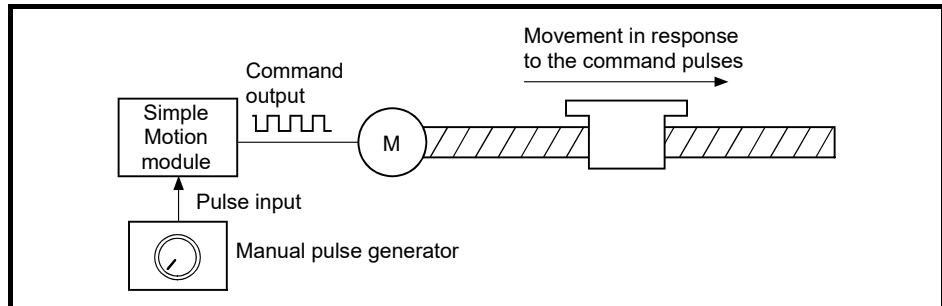 Movement in response
to the command pulses
Command
output
Simple
Motion
module
M
Pulse input
Manual pulse generator